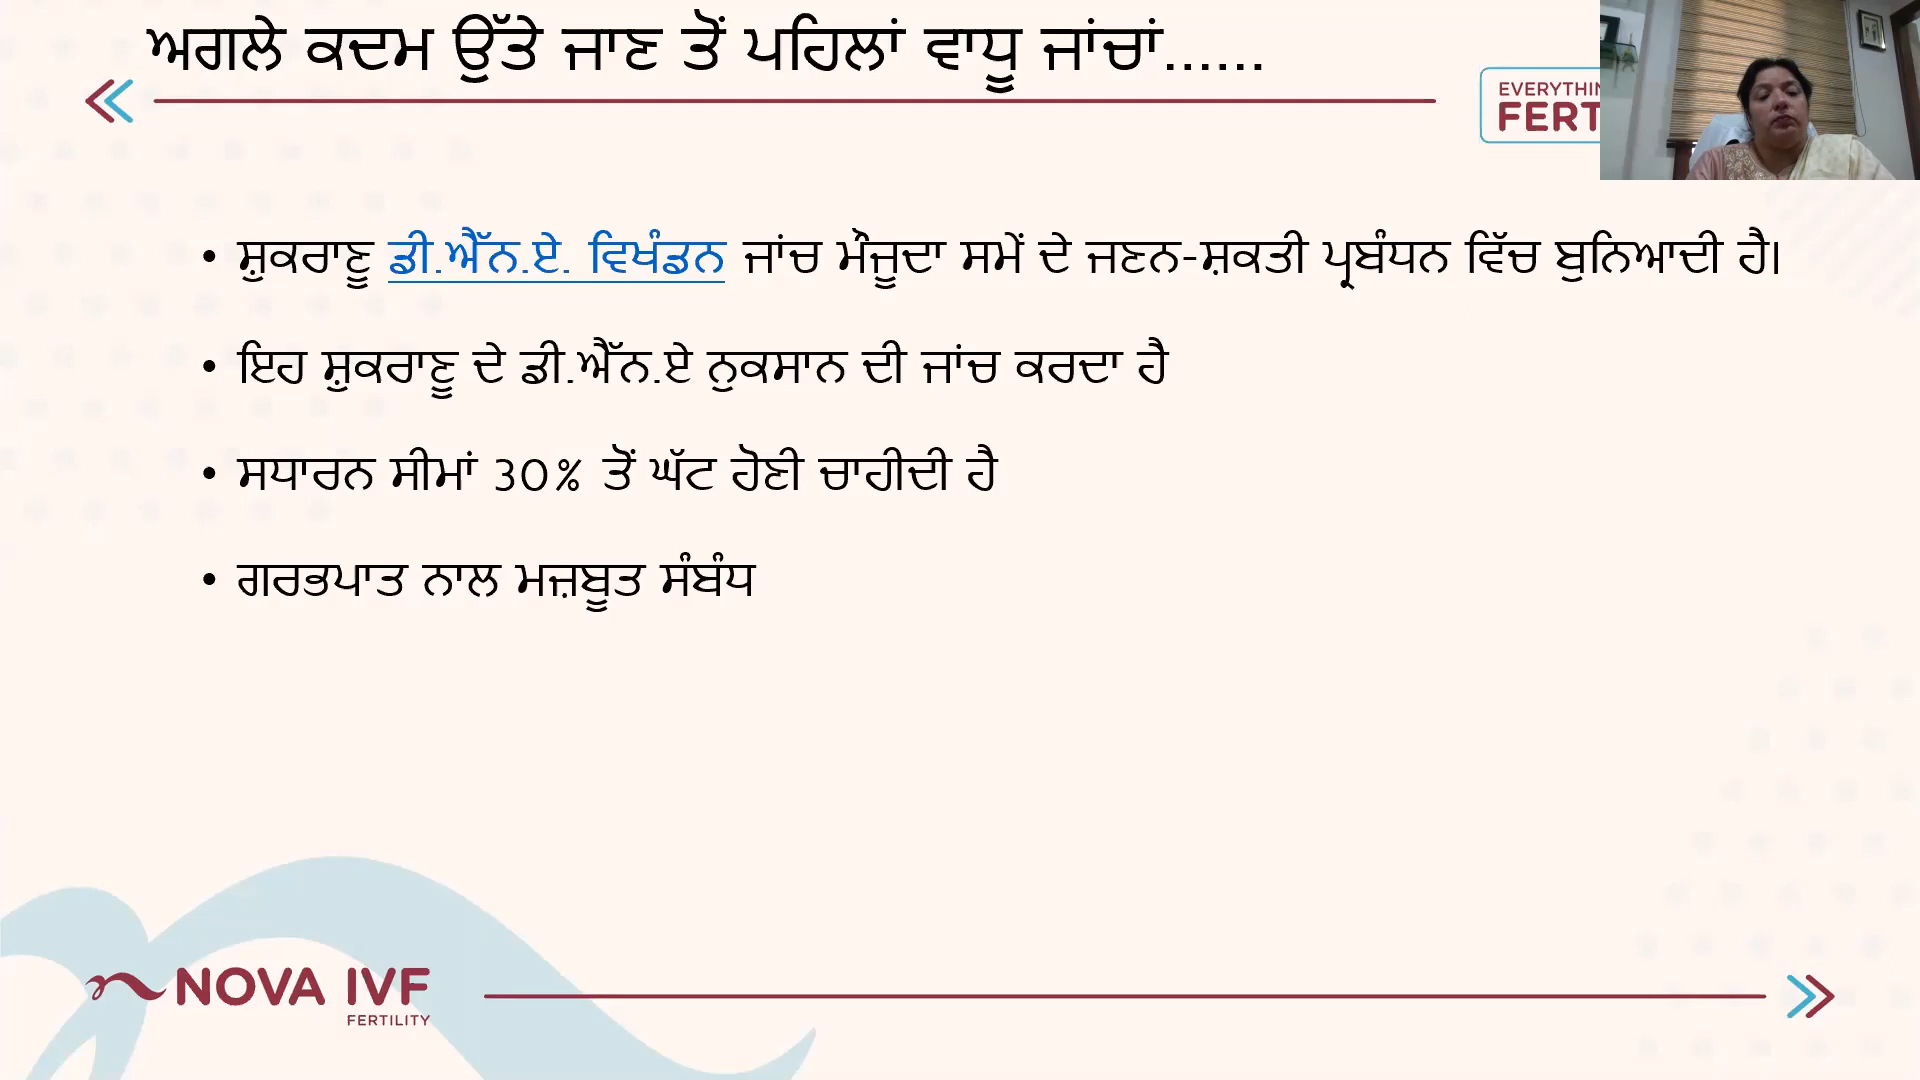 ਅਗਲੇ ਕਦਮ ਉੱਤੇ ਜਾਣ ਤੋਂ ਪਹਿਲਾਂ ਵਾਧੂ ਜਾਂਚਾਂ......
EVERYTHIN
FERT
• ਸ਼ੁਕਰਾਣੂ ਡੀ.ਐੱਨ.ਏ. ਵਿਖੰਡਨ ਜਾਂਚ ਮੌਜੂਦਾ ਸਮੇਂ ਦੇ ਜਣਨ-ਸ਼ਕਤੀ ਪ੍ਰਬੰਧਨ ਵਿੱਚ ਬੁਨਿਆਦੀ ਹੈ।
• ਇਹ ਸ਼ੁਕਰਾਣੂ ਦੇ ਡੀ.ਐੱਨ.ਏ ਨੁਕਸਾਨ ਦੀ ਜਾਂਚ ਕਰਦਾ ਹੈ
• ਸਧਾਰਨ ਸੀਮਾਂ 30% ਤੋਂ ਘੱਟ ਹੋਣੀ ਚਾਹੀਦੀ ਹੈ
• ਗਰਭਪਾਤ ਨਾਲ ਮਜ਼ਬੂਤ ਸੰਬੰਧ
NOVA IVF
FERTILITY